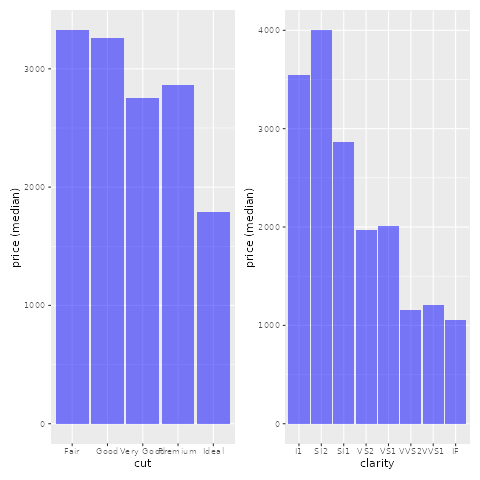 price (median)
3000
2000
1000
0
Fair Good Very Good Premium Ideal
cut
price (median)
4000
3000
2000
1000
0
I1 SI2 SI1 VS2 VS1 VVS2 VVS1 IF
clarity